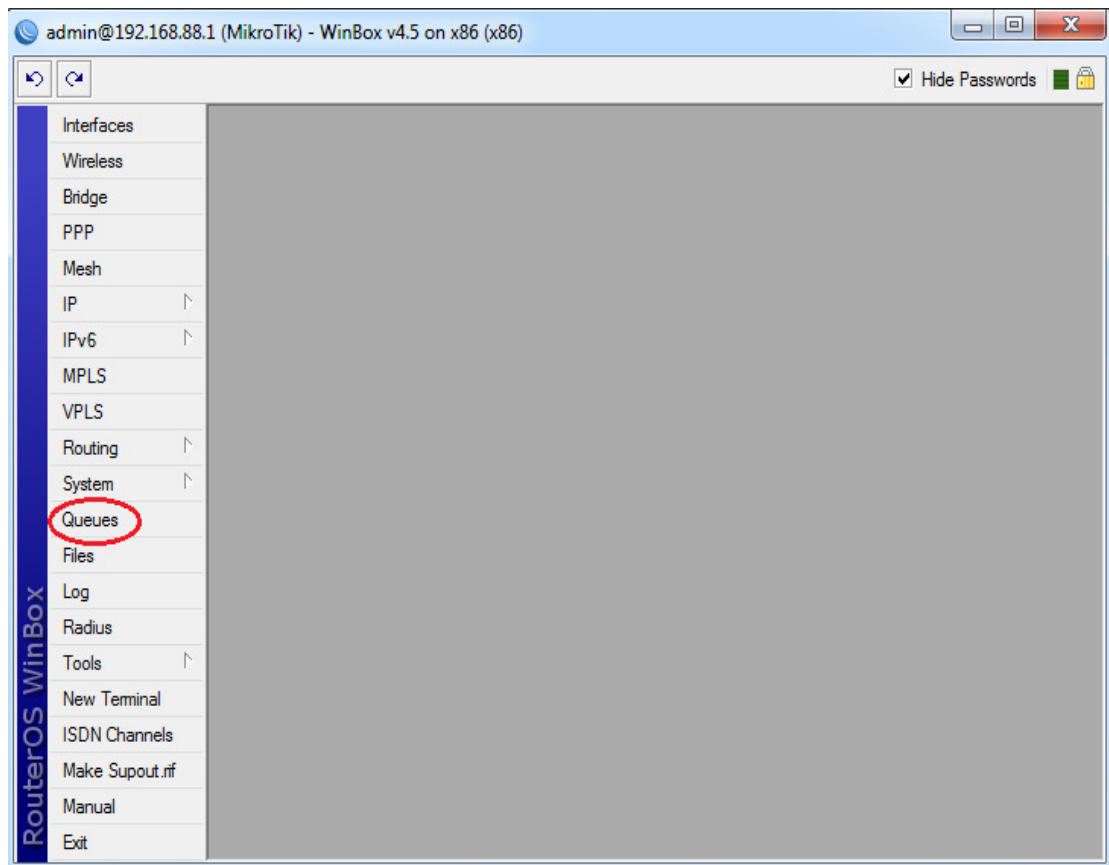 admin@192.168.88.1 (MikroTik) - WinBox v4.5 on x86 (x86)
Hide Passwords
Interfaces
Wireless
Bridge
PPP
Mesh
IP
IPv6
MPLS
VPLS
Routing
System
Queues
Files
Log
Radius
Tools
New Terminal
ISDN Channels
Make Supout.rif
Manual
Exit
RouterOS WinBox